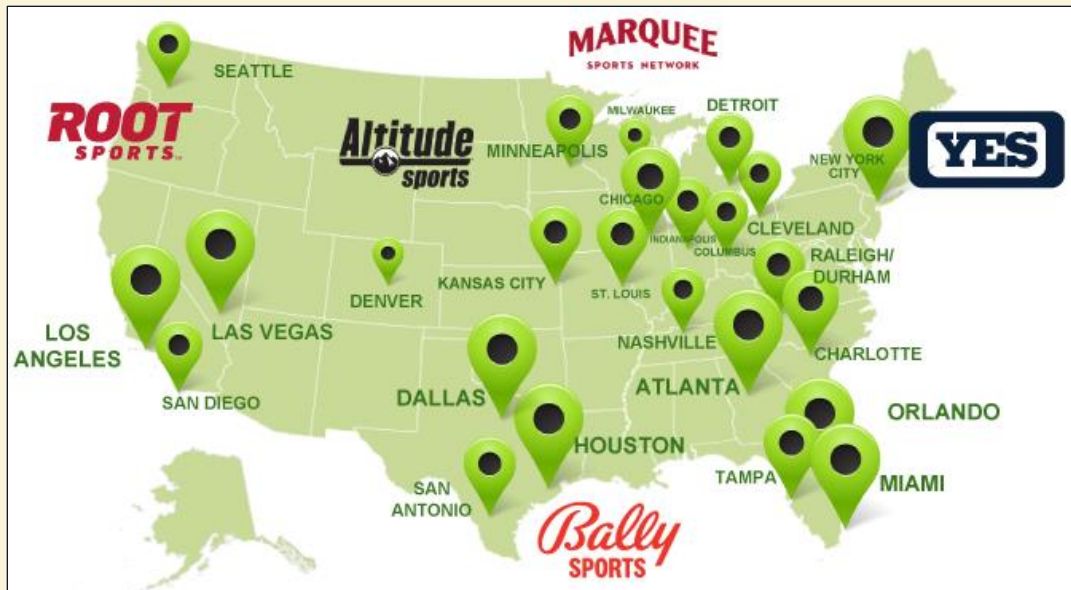 MARQUEE
SPORTS NETWORK
SEATTLE
ROOT
SPORTS
Altitude
sports
MINNEAPOLIS
MILWAUKEE
DETROIT
NEW YORK
CITY
YES
CHICAGO
INDIANAPOLIS
COLUMBUS
CLEVELAND
RALEIGH/
DURHAM
KANSAS CITY
ST. LOUIS
DENVER
LOS
ANGELES
LAS VEGAS
SAN DIEGO
NASHVILLE
CHARLOTTE
DALLAS
ATLANTA
ORLANDO
HOUSTON
SAN
ANTONIO
TAMPA
MIAMI
Bally
SPORTS